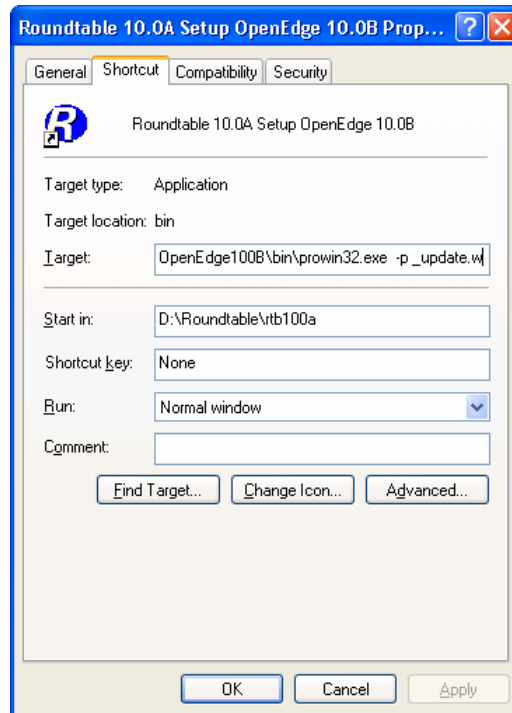 Roundtable 10.0A Setup OpenEdge 10.0B Prop... ?
General Shortcut Compatibility Security
R
Roundtable 10.0A Setup OpenEdge 10.0B
Target type: Application
Target location: bin
Target: OpenEdge100B\bin\prowin32.exe -p _update.w
Start in: D:\Roundtable\rtb100a
Shortcut key: None
Run: Normal window
Comment:
Find Target... Change Icon... Advanced...
OK Cancel Apply